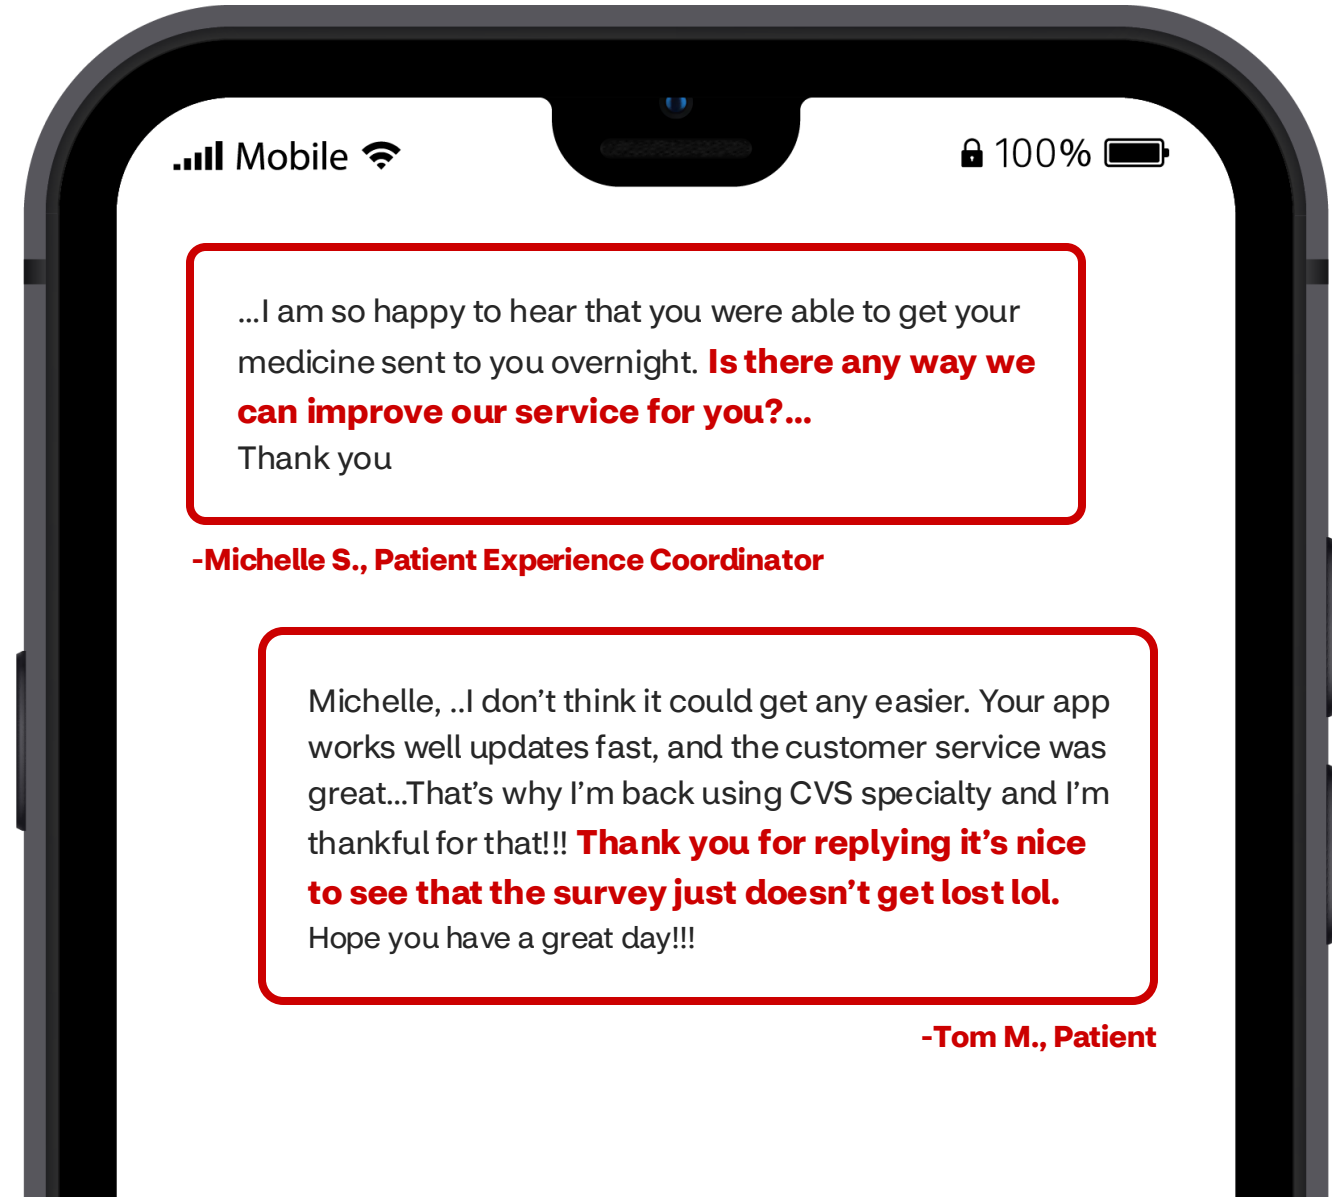 Mobile
100%
...I am so happy to hear that you were able to get your
medicine sent to you overnight. Is there any way we
can improve our service for you?...
Thank you
-Michelle S., Patient Experience Coordinator
Michelle, ..I don’t think it could get any easier. Your app
works well updates fast, and the customer service was
great...That’s why I’m back using CVS specialty and I’m
thankful for that!!! Thank you for replying it’s nice
to see that the survey just doesn’t get lost lol.
Hope you have a great day!!!
-Tom M., Patient